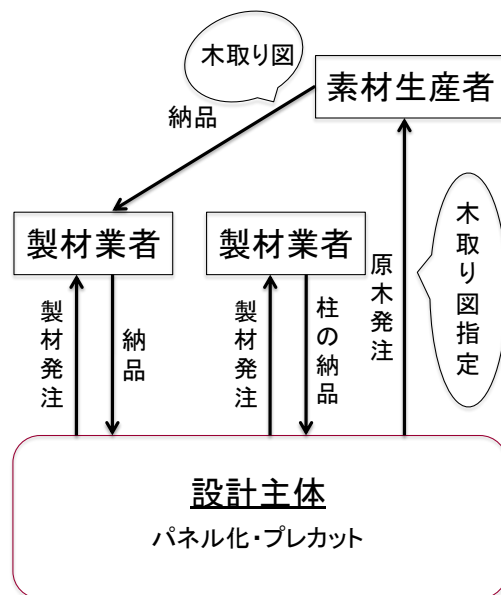 木取り図
素材生産者
納品
製材業者
製材業者
製材発注
納品
製材発注
柱の納品
原木発注
木取り図指定
設計主体
パネル化・プレカット